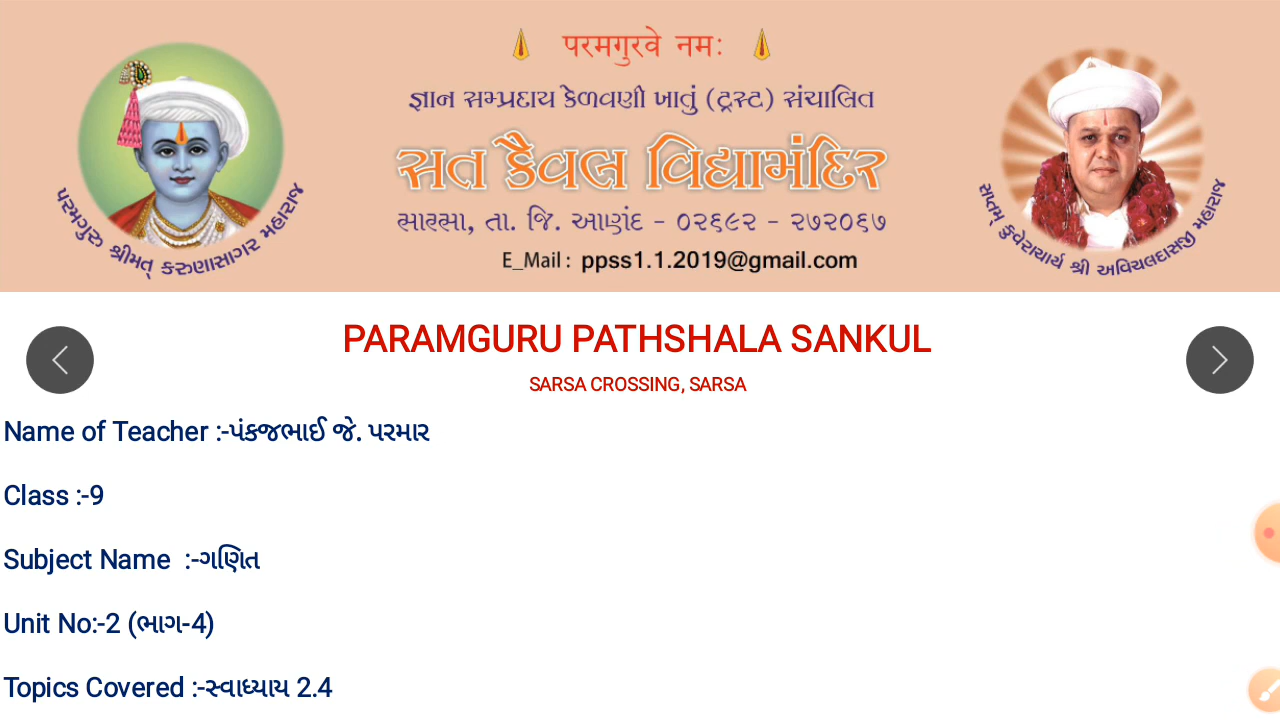 परमगुरवे नमः
જ્ઞાન સમ્પ્રદાય કેળવણી ખાતું (ટ્રસ્ટ) સંચાલિત
સત કૈવલ વિદ્યામંદિર
સારસા, તા. જિ. આણંદ - ૦૨૬૯૨ - ૨૭૨૦૬૭
E_Mail : ppss1.1.2019@gmail.com
પરમગુરુ શ્રીમત્ કરુણાસાગર મહારાજ
સપ્તમ્ કુવેરાચાર્ય શ્રી અવિચલદાસજી મહારાજ
PARAMGURU PATHSHALA SANKUL
SARSA CROSSING, SARSA
Name of Teacher :-પંકજભાઈ જે. પરમાર
Class :-9
Subject Name :-ગણિત
Unit No:-2 (ભાગ-4)
Topics Covered :-સ્વાધ્યાય 2.4